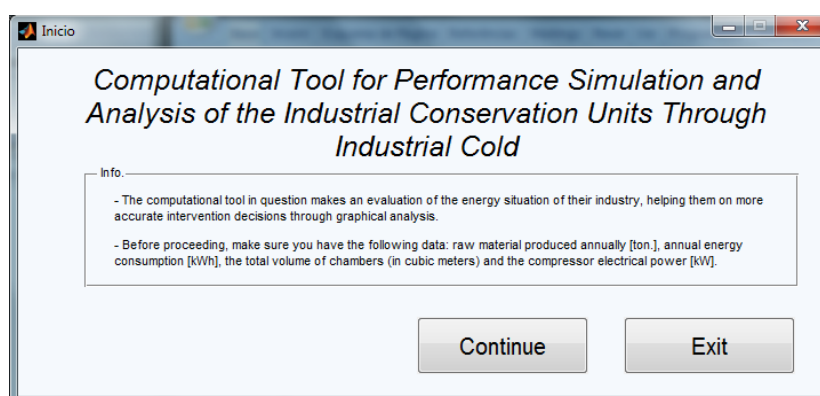 Inicio
Computational Tool for Performance Simulation and
Analysis of the Industrial Conservation Units Through
Industrial Cold
Info.
- The computational tool in question makes an evaluation of the energy situation of their industry, helping them on more
accurate intervention decisions through graphical analysis.
- Before proceeding, make sure you have the following data: raw material produced annually [ton.], annual energy
consumption [kWh], the total volume of chambers (in cubic meters) and the compressor electrical power [kW].
Continue
Exit